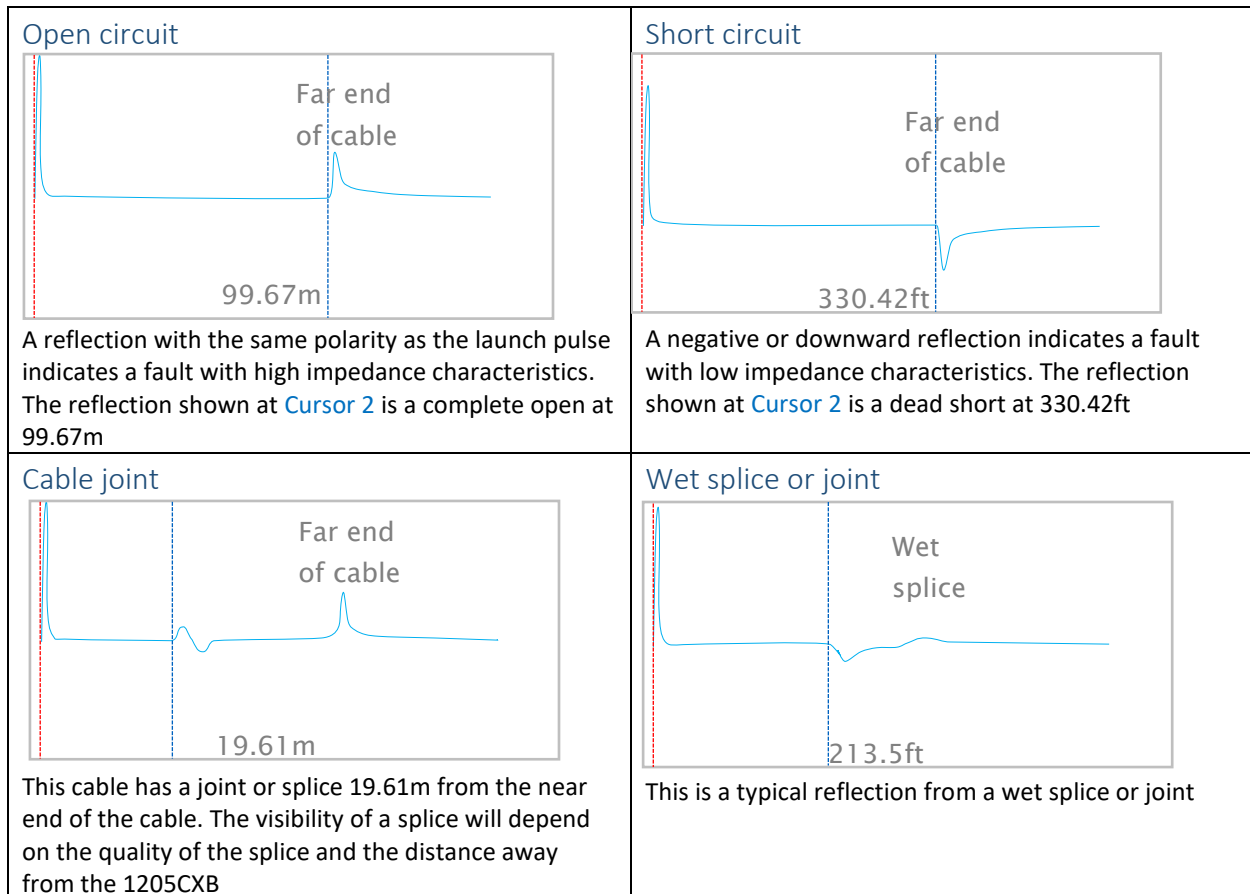 Open circuit
Far end
of cable
99.67m
A reflection with the same polarity as the launch pulse
indicates a fault with high impedance characteristics.
The reflection shown at Cursor 2 is a complete open at
99.67m
Short circuit
Far end
of cable
330.42ft
A negative or downward reflection indicates a fault
with low impedance characteristics. The reflection
shown at Cursor 2 is a dead short at 330.42ft
Cable joint
Far end
of cable
19.61m
This cable has a joint or splice 19.61m from the near
end of the cable. The visibility of a splice will depend
on the quality of the splice and the distance away
from the 1205CXB
Wet splice or joint
Wet
splice
213.5ft
This is a typical reflection from a wet splice or joint